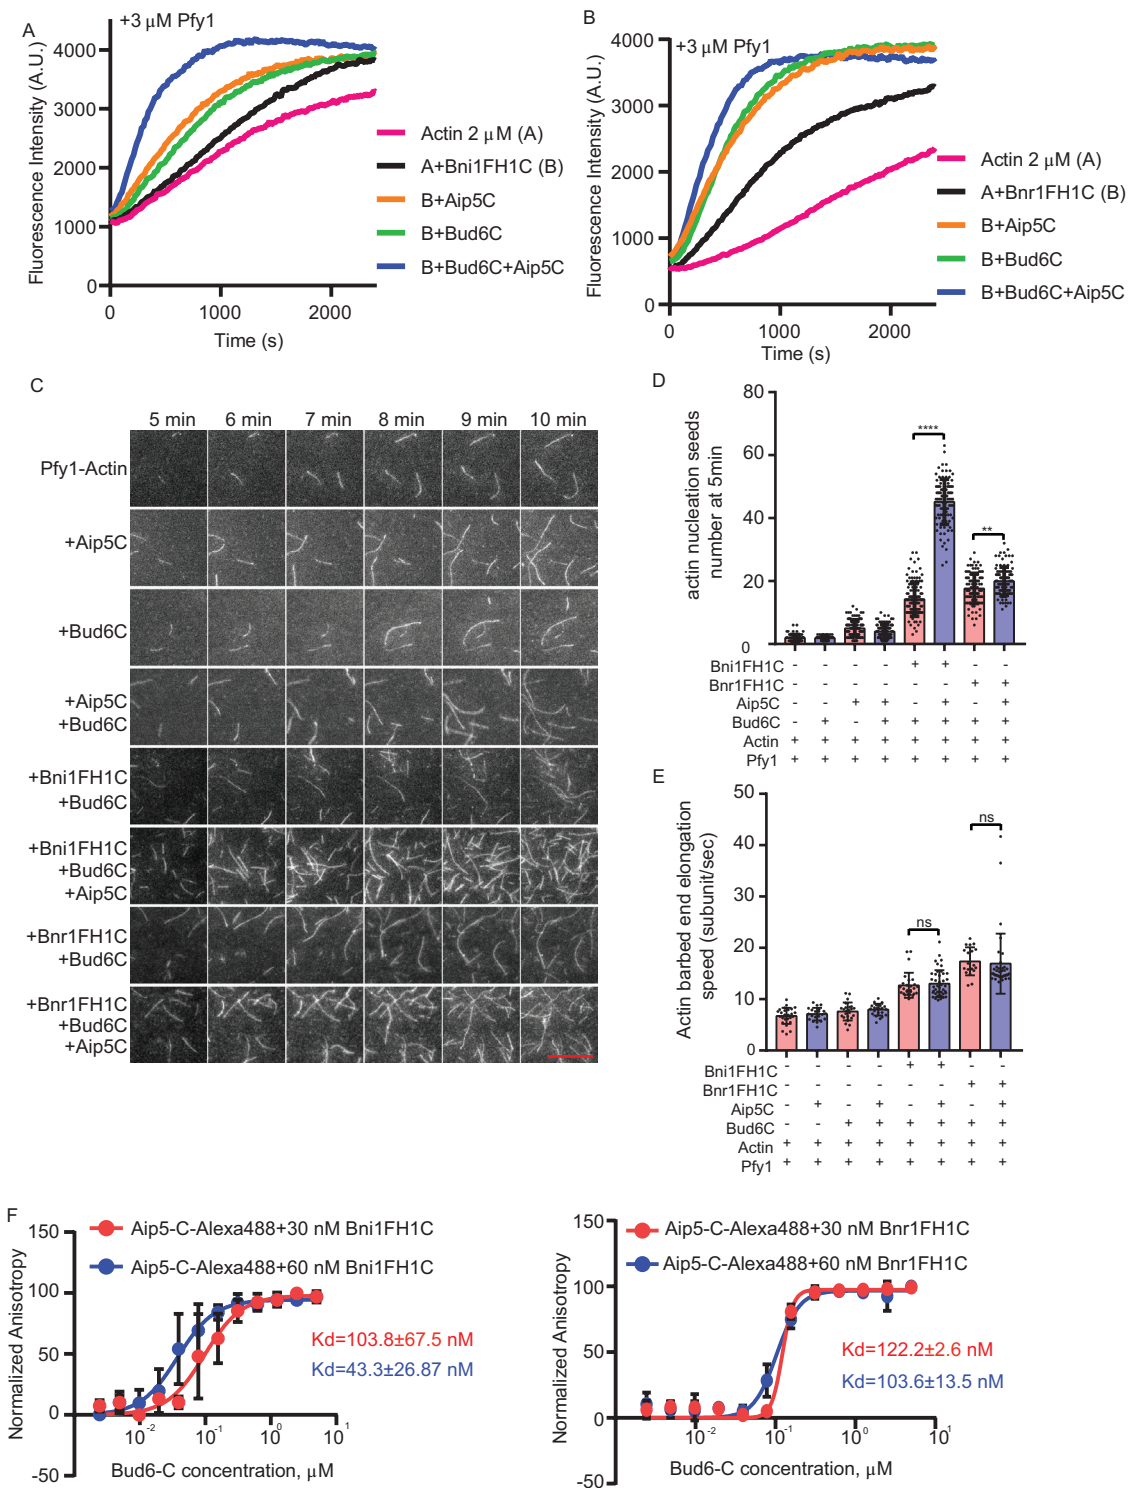 A
+3 μM Pfy1
Fluorescence Intensity (A.U.)
4000
3000
2000
1000
0
0
1000
2000
Time (s)
Actin 2 μM (A)
A+Bni1FH1C (B)
B+Aip5C
B+Bud6C
B+Bud6C+Aip5C
B
+3 μM Pfy1
Fluorescence Intensity (A.U.)
4000
3000
2000
1000
0
0
1000
2000
Time (s)
Actin 2 μM (A)
A+Bnr1FH1C (B)
B+Aip5C
B+Bud6C
B+Bud6C+Aip5C
C
5 min 6 min 7 min 8 min 9 min 10 min
Pfy1-Actin
+Aip5C
+Bud6C
+Aip5C
+Bud6C
+Bni1FH1C
+Bud6C
+Bni1FH1C
+Bud6C
+Aip5C
+Bnr1FH1C
+Bud6C
+Bnr1FH1C
+Bud6C
+Aip5C
D
actin nucleation seeds
number at 5min
80
60
40
20
0
****
**
Bni1FH1C - - - - + + - -
Bnr1FH1C - - - - - - + +
Aip5C - - + + - + - +
Bud6C - + - + + + + +
Actin + + + + + + + +
Pfy1 + + + + + + + +
E
Actin barbed end elongation
speed (subunit/sec)
50
40
30
20
10
0
ns
ns
Bni1FH1C - - - - + + - -
Bnr1FH1C - - - - - - + +
Aip5C - + - + - + - +
Bud6C - - + + + + + +
Actin + + + + + + + +
Pfy1 + + + + + + + +
F
Normalized Anisotropy
150
100
50
0
-50
Aip5-C-Alexa488+30 nM Bni1FH1C
Aip5-C-Alexa488+60 nM Bni1FH1C
Kd=103.8±67.5 nM
Kd=43.3±26.87 nM
10⁻² 10⁻¹ 10⁰ 10¹
Bud6-C concentration, μM
Normalized Anisotropy
150
100
50
0
-50
Aip5-C-Alexa488+30 nM Bnr1FH1C
Aip5-C-Alexa488+60 nM Bnr1FH1C
Kd=122.2±2.6 nM
Kd=103.6±13.5 nM
10⁻² 10⁻¹ 10⁰ 10¹
Bud6-C concentration, μM